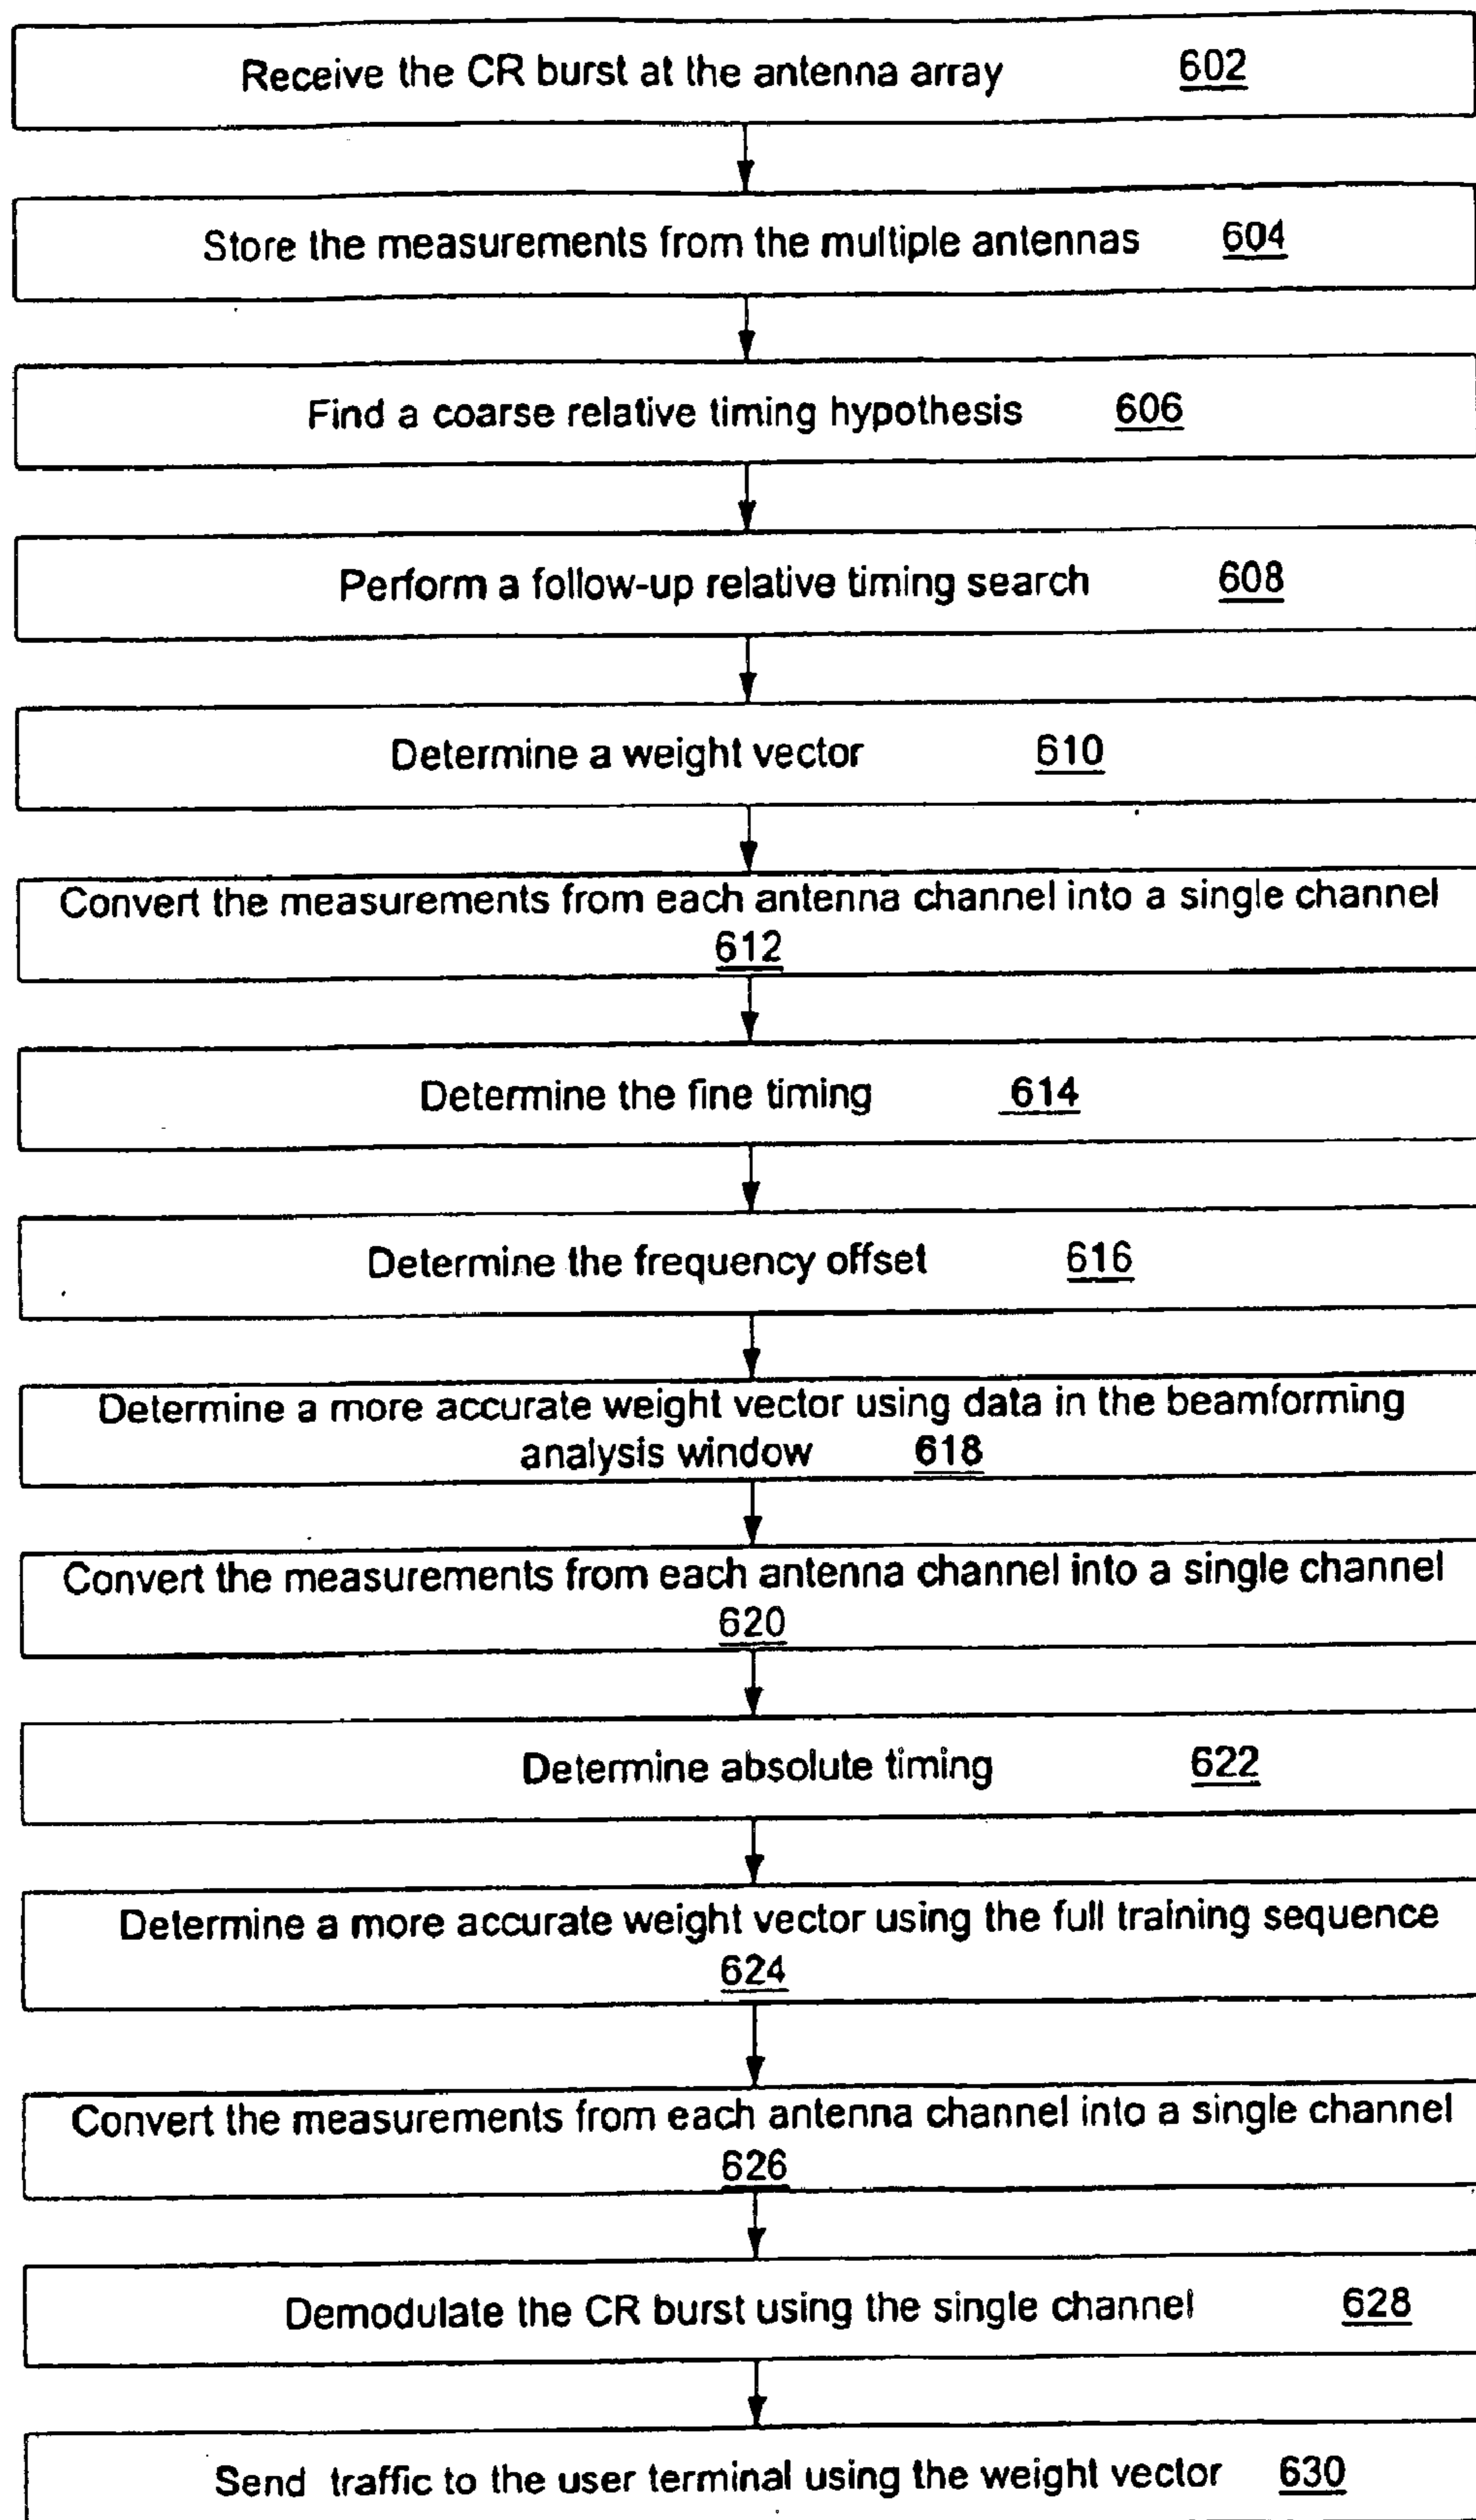 Receive the CR burst at the antenna array 602
Store the measurements from the multiple antennas 604
Find a coarse relative timing hypothesis 606
Perform a follow-up relative timing search 608
Determine a weight vector 610
Convert the measurements from each antenna channel into a single channel
612
Determine the fine timing 614
Determine the frequency offset 616
Determine a more accurate weight vector using data in the beamforming
analysis window 618
Convert the measurements from each antenna channel into a single channel
620
Determine absolute timing 622
Determine a more accurate weight vector using the full training sequence
624
Convert the measurements from each antenna channel into a single channel
626
Demodulate the CR burst using the single channel 628
Send traffic to the user terminal using the weight vector 630